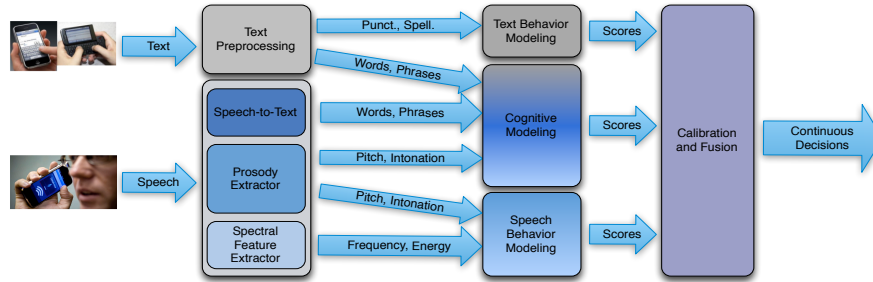 Text
Text
Preprocessing
Punct., Spell.
Words, Phrases
Text Behavior
Modeling
Scores
Speech-to-Text
Words, Phrases
Cognitive
Modeling
Scores
Calibration
and Fusion
Continuous
Decisions
Speech
Prosody
Extractor
Pitch, Intonation
Pitch, Intonation
Spectral
Feature
Extractor
Frequency, Energy
Speech
Behavior
Modeling
Scores